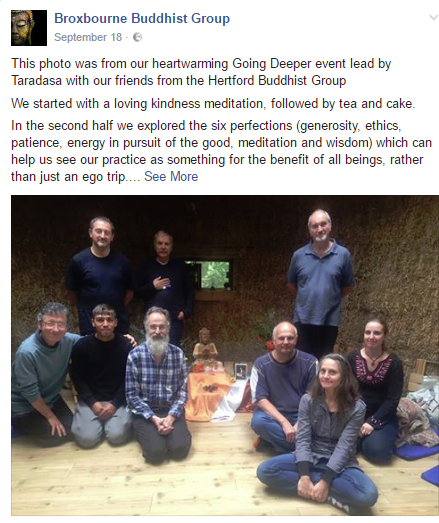 Broxbourne Buddhist Group
September 18 ·
This photo was from our heartwarming Going Deeper event lead by
Taradasa with our friends from the Hertford Buddhist Group
We started with a loving kindness meditation, followed by tea and cake.
In the second half we explored the six perfections (generosity, ethics,
patience, energy in pursuit of the good, meditation and wisdom) which can
help us see our practice as something for the benefit of all beings, rather
than just an ego trip.... See More